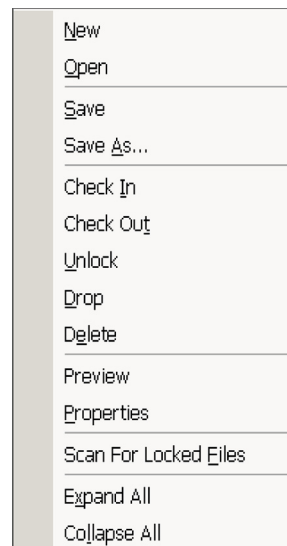 New
Open
Save
Save As...
Check In
Check Out
Unlock
Drop
Delete
Preview
Properties
Scan For Locked Files
Expand All
Collapse All